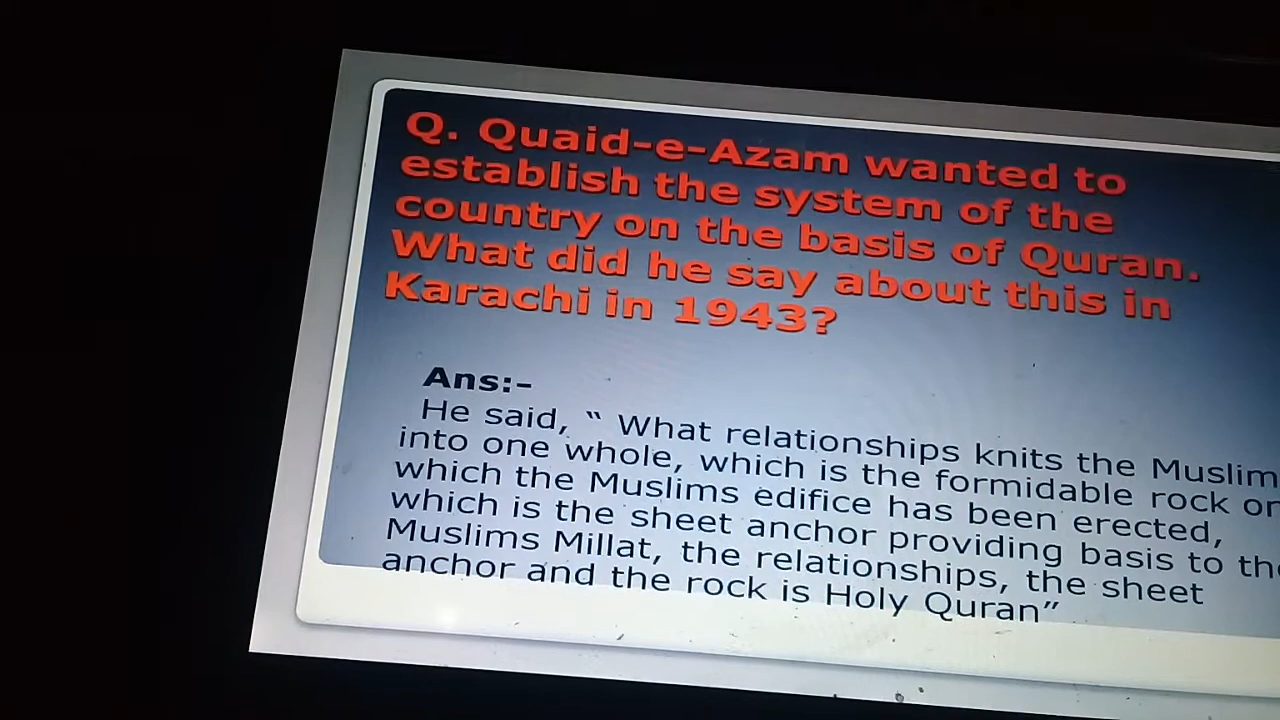 Q. Quaid-e-Azam wanted to
establish the system of the
country on the basis of Quran.
What did he say about this in
Karachi in 1943?
Ans:-
He said, “ What relationships knits the Muslim
into one whole, which is the formidable rock on
which the Muslims edifice has been erected,
which is the sheet anchor providing basis to the
Muslims Millat, the relationships, the sheet
anchor and the rock is Holy Quran”